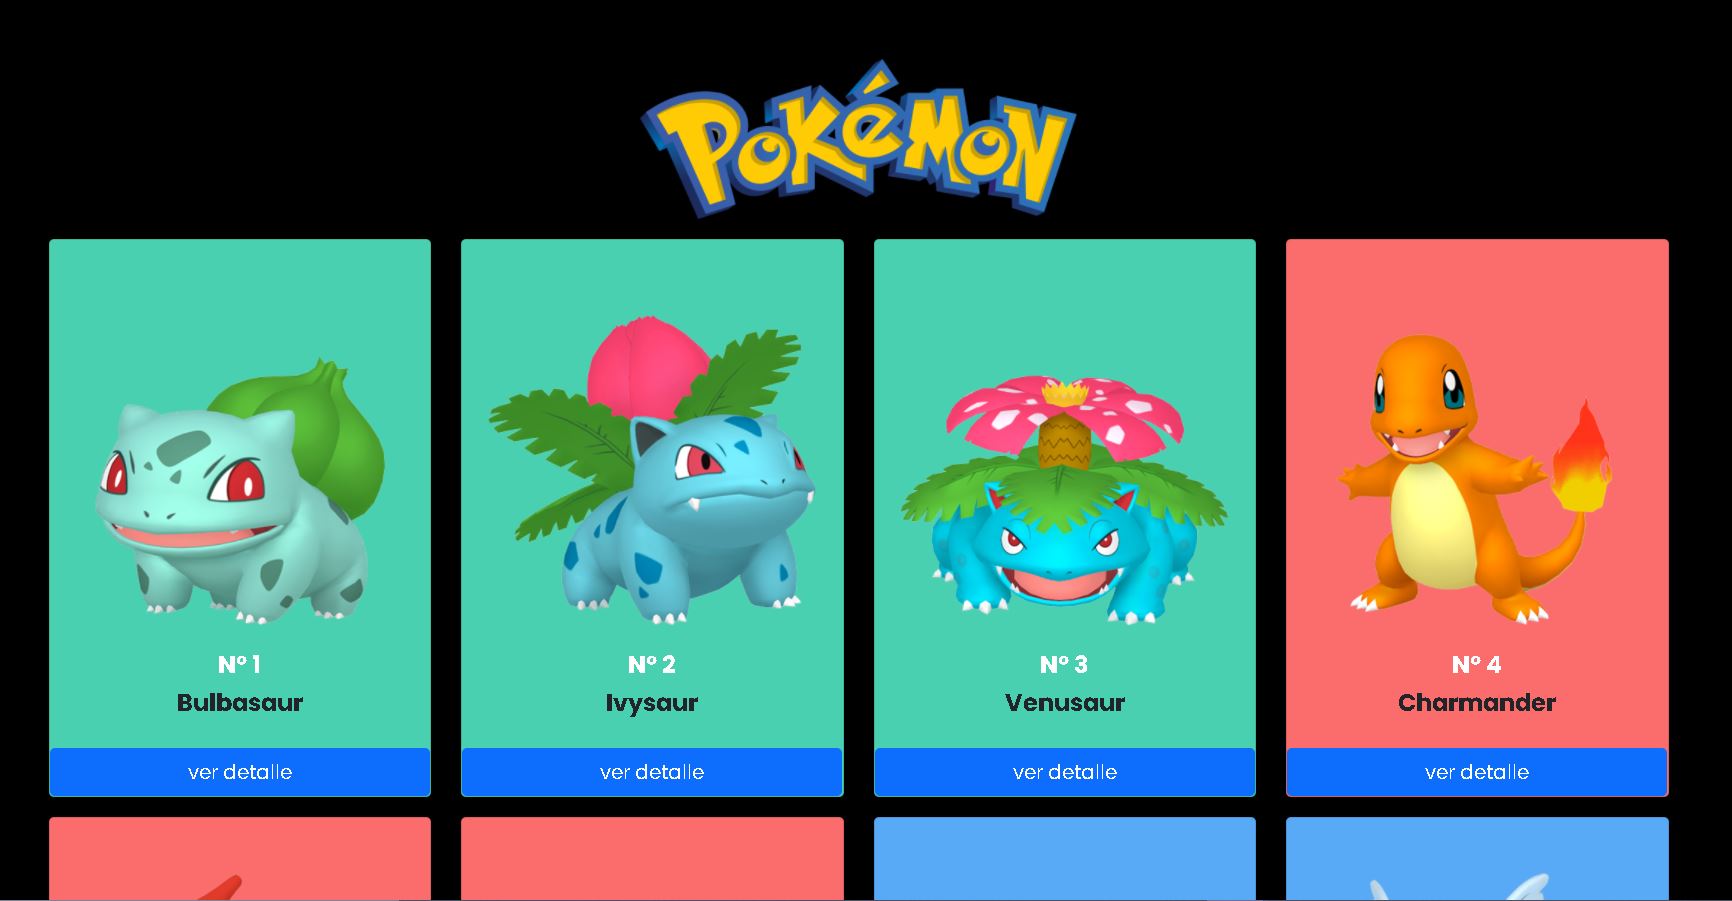 Pokémon
Nº 1
Bulbasaur
ver detalle
Nº 2
Ivysaur
ver detalle
Nº 3
Venusaur
ver detalle
Nº 4
Charmander
ver detalle